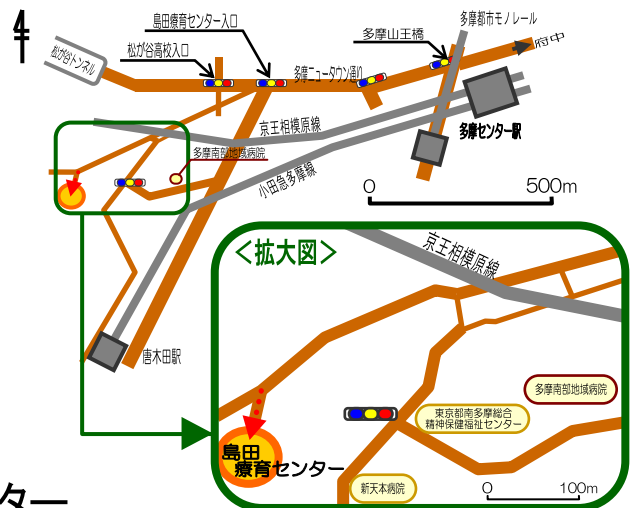 島田療育センター入口
多摩都市モノレール
松が谷高校入口
多摩山王橋
府中
松が谷トンネル
多摩ニュータウン通り
京王相模原線
多摩センター駅
多摩南部地域病院
小田急多摩線
0 500m
唐木田駅
<拡大図>
京王相模原線
多摩南部地域病院
東京都南多摩総合
精神保健福祉センター
島田
療育センター
新天本病院
0 100m
ター